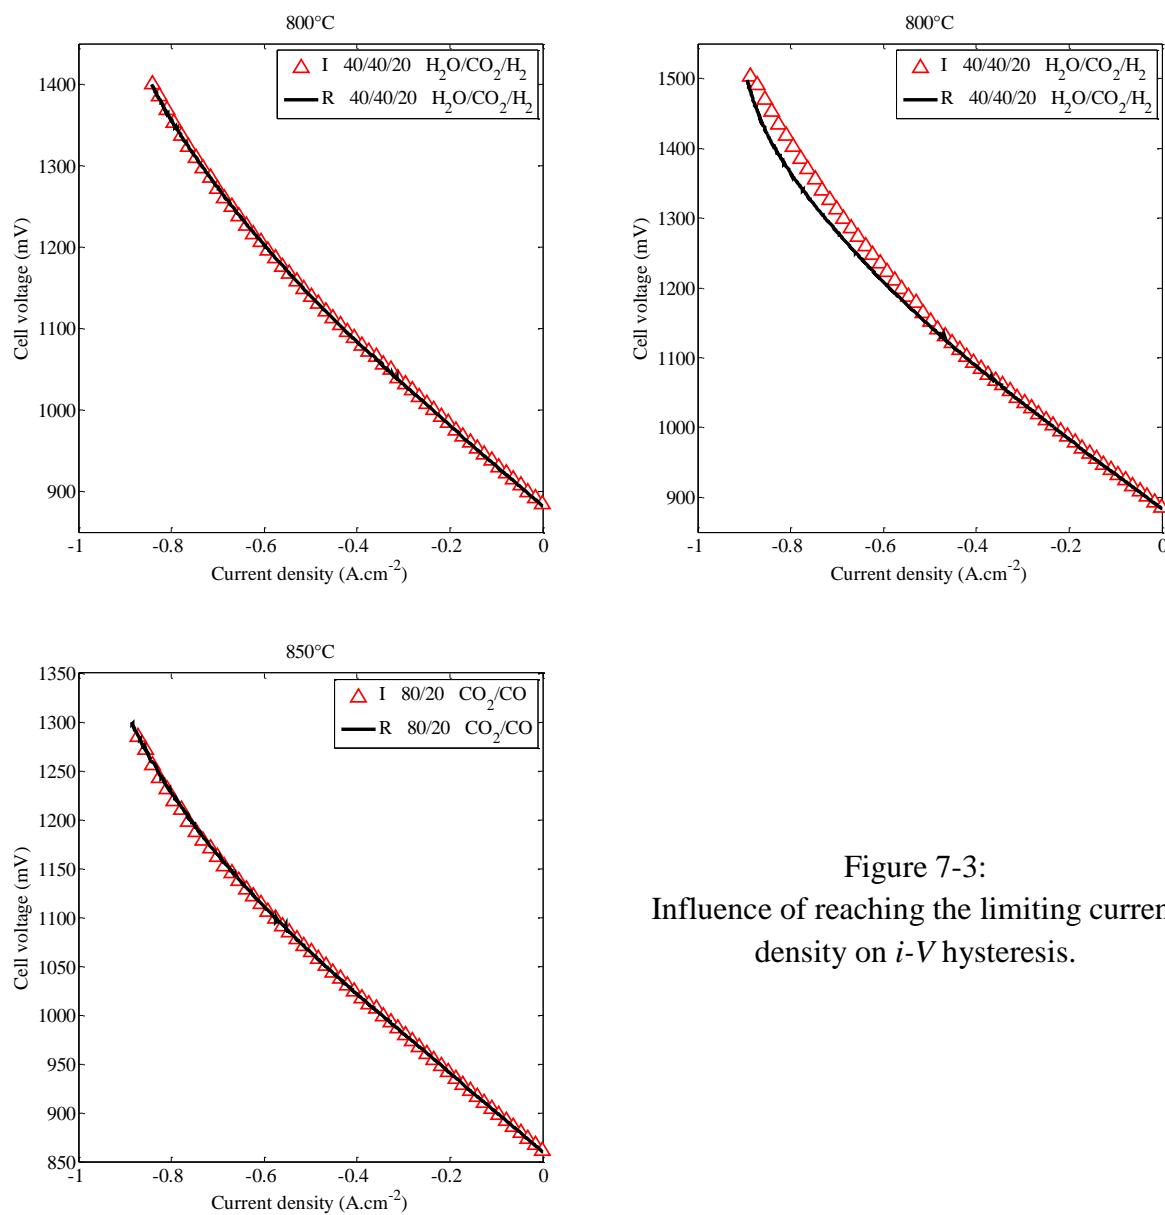 800°C
I 40/40/20 H2O/CO2/H2
R 40/40/20 H2O/CO2/H2
1400
1300
1200
1100
1000
900
Cell voltage (mV)
-1 -0.8 -0.6 -0.4 -0.2 0
Current density (A.cm-2)
800°C
I 40/40/20 H2O/CO2/H2
R 40/40/20 H2O/CO2/H2
1500
1400
1300
1200
1100
1000
900
Cell voltage (mV)
-1 -0.8 -0.6 -0.4 -0.2 0
Current density (A.cm-2)
850°C
I 80/20 CO2/CO
R 80/20 CO2/CO
1350
1300
1250
1200
1150
1100
1050
1000
950
900
850
Cell voltage (mV)
-1 -0.8 -0.6 -0.4 -0.2 0
Current density (A.cm-2)
Figure 7-3:
Influence of reaching the limiting curren
density on i-V hysteresis.